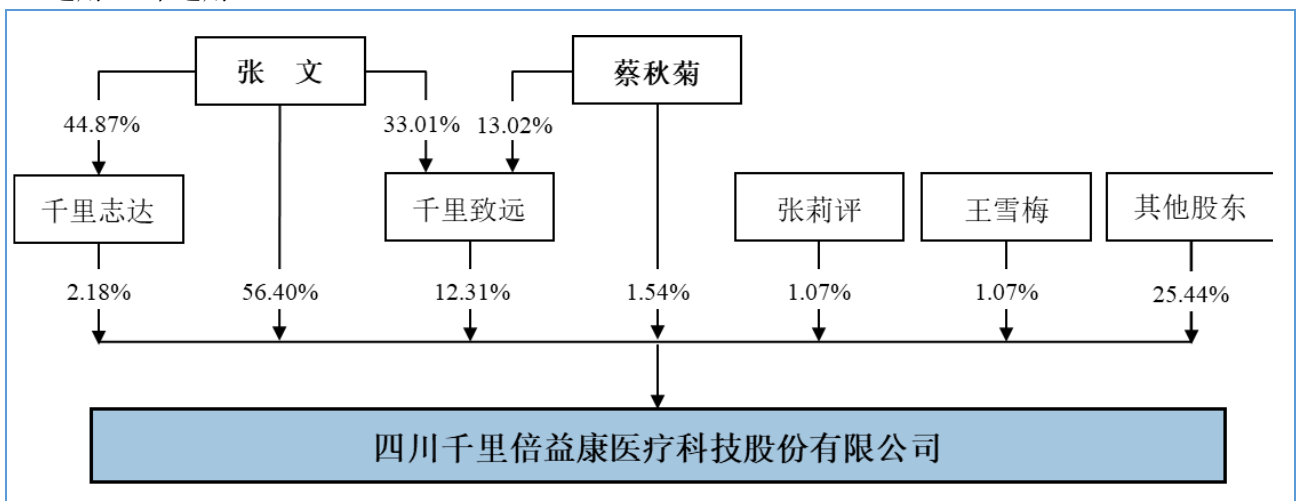 张 文
蔡秋菊
44.87%
33.01%
13.02%
千里志达
千里致远
张莉评
王雪梅
其他股东
2.18%
56.40%
12.31%
1.54%
1.07%
1.07%
25.44%
四川千里倍益康医疗科技股份有限公司